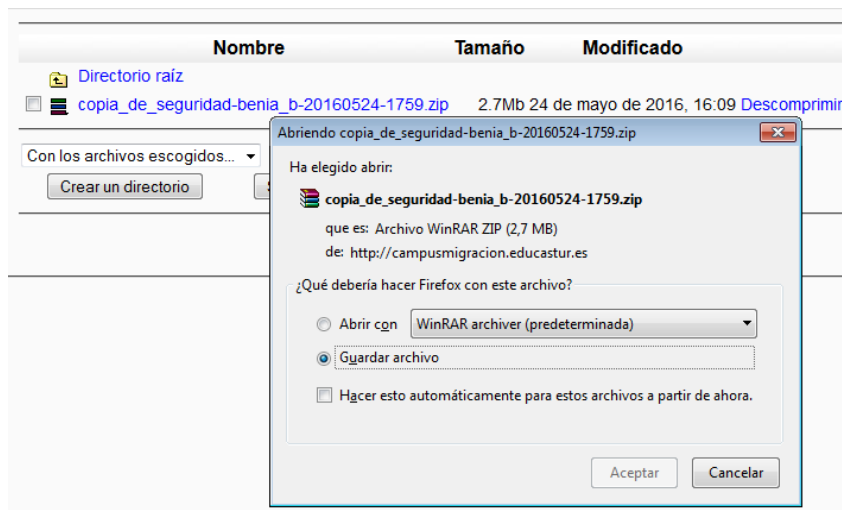 Nombre Tamaño Modificado
Directorio raíz
copia_de_seguridad-benia_b-20160524-1759.zip 2.7Mb 24 de mayo de 2016, 16:09 Descomprimir
Abriendo copia_de_seguridad-benia_b-20160524-1759.zip
Con los archivos escogidos...
Crear un directorio
Ha elegido abrir:
copia_de_seguridad-benia_b-20160524-1759.zip
que es: Archivo WinRAR ZIP (2,7 MB)
de: http://campusmigracion.educastur.es
¿Qué debería hacer Firefox con este archivo?
Abrir con WinRAR archiver (predeterminada)
Guardar archivo
Hacer esto automáticamente para estos archivos a partir de ahora.
Aceptar Cancelar